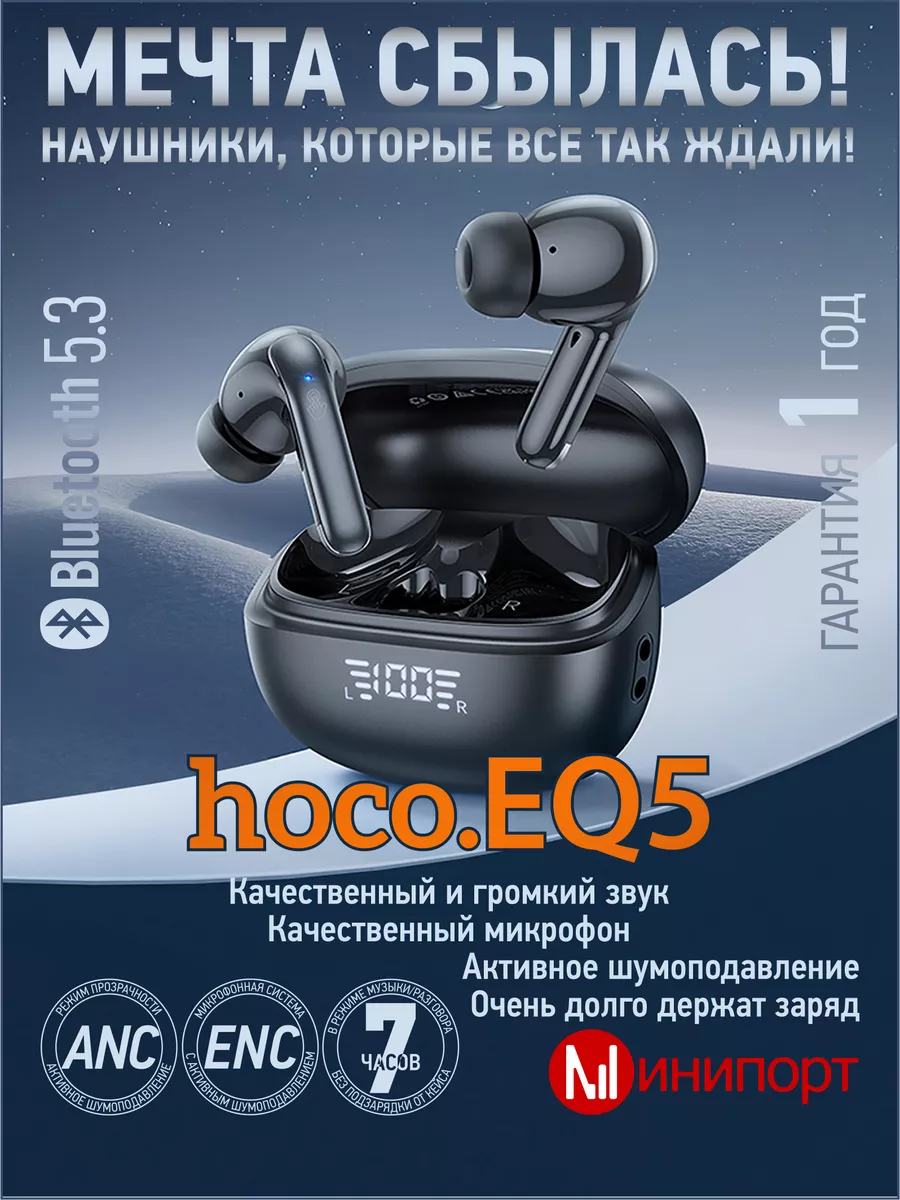 МЕЧТА СБЫЛАСЬ!
НАУШНИКИ, КОТОРЫЕ ВСЕ ТАК ЖДАЛИ!
Bluetooth 5.3
ГАРАНТИЯ 1 ГОД
L
R
L 100 R
hoco.EQ5
Качественный и громкий звук
Качественный микрофон
Активное шумоподавление
Очень долго держат заряд
РЕЖИМ ПРОЗРАЧНОСТИ
ANC
АКТИВНОЕ ШУМОПОДАВЛЕНИЕ
МИКРОФОННАЯ СИСТЕМА
ENC
С АКТИВНЫМ ШУМОПОДАВЛЕНИЕМ
В РЕЖИМЕ МУЗЫКИ/РАЗГОВОРА
7 ЧАСОВ
БЕЗ ПОДЗАРЯДКИ ОТ КЕЙСА
Минипорт